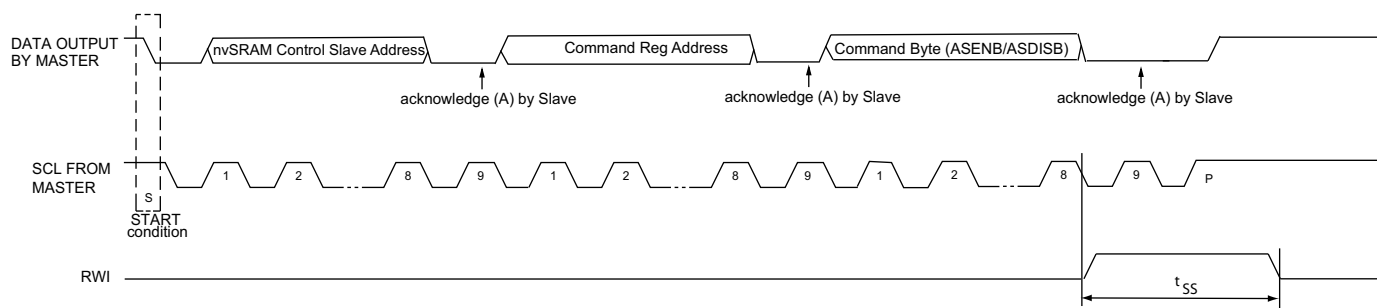 DATA OUTPUT
BY MASTER
nvSRAM Control Slave Address
Command Reg Address
Command Byte (ASENB/ASDISB)
acknowledge (A) by Slave
acknowledge (A) by Slave
acknowledge (A) by Slave
SCL FROM
MASTER
S
1 2 8 9 1 2 8 9 1 2 8 9 P
START
condition
RWI
tSS